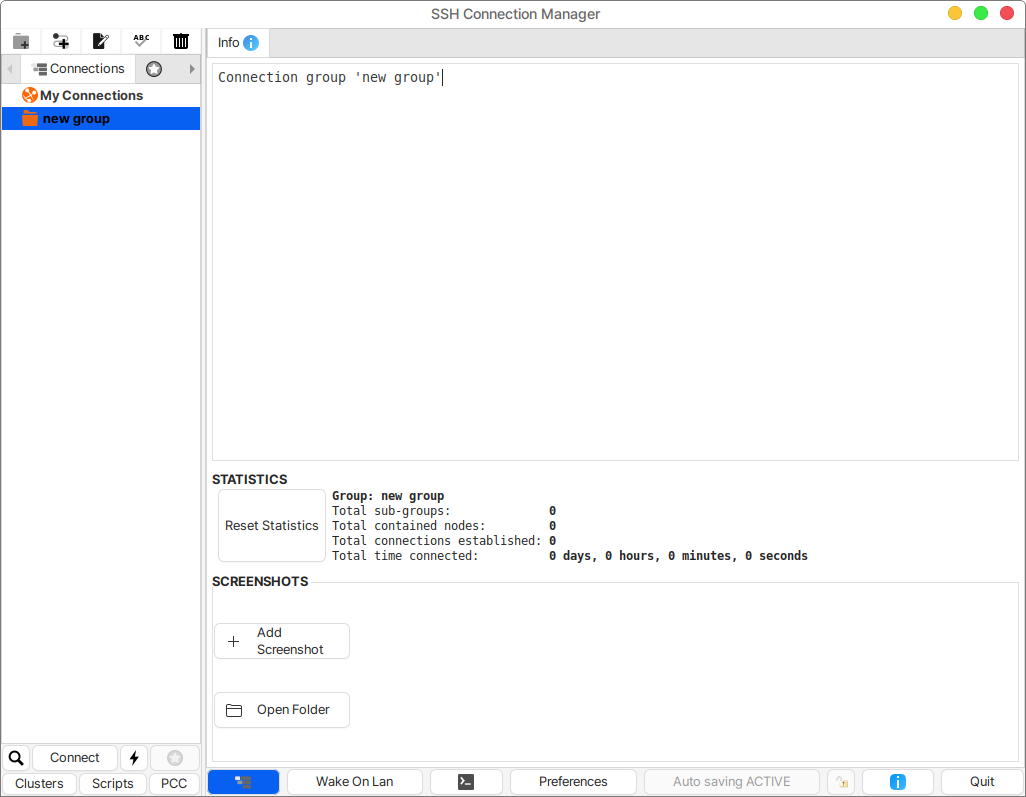 SSH Connection Manager
ABC
Info
Connections
My Connections
new group
Connection group 'new group'
STATISTICS
Reset Statistics
Group: new group
Total sub-groups: 0
Total contained nodes: 0
Total connections established: 0
Total time connected: 0 days, 0 hours, 0 minutes, 0 seconds
SCREENSHOTS
Add
Screenshot
Open Folder
Connect
Clusters
Scripts
PCC
Wake On Lan
Preferences
Auto saving ACTIVE
Quit